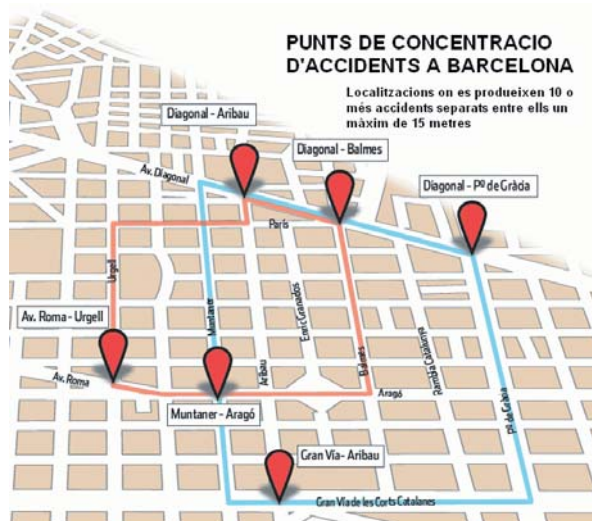 PUNTS DE CONCENTRACIO
D'ACCIDENTS A BARCELONA
Localitzacions on es produeixen 10 o
més accidents separats entre ells un
màxim de 15 metres
Diagonal - Aribau
Diagonal - Balmes
Diagonal - Pº de Gràcia
Av. Diagonal
París
Urgell
Muntaner
Enric Granados
Av. Roma - Urgell
Aribau
Balmes
Rambla Catalunya
Av. Roma
Aragó
Pº de Gràcia
Muntaner - Aragó
Gran Vía- Aribau
Gran Vía de les Corts Catalanes